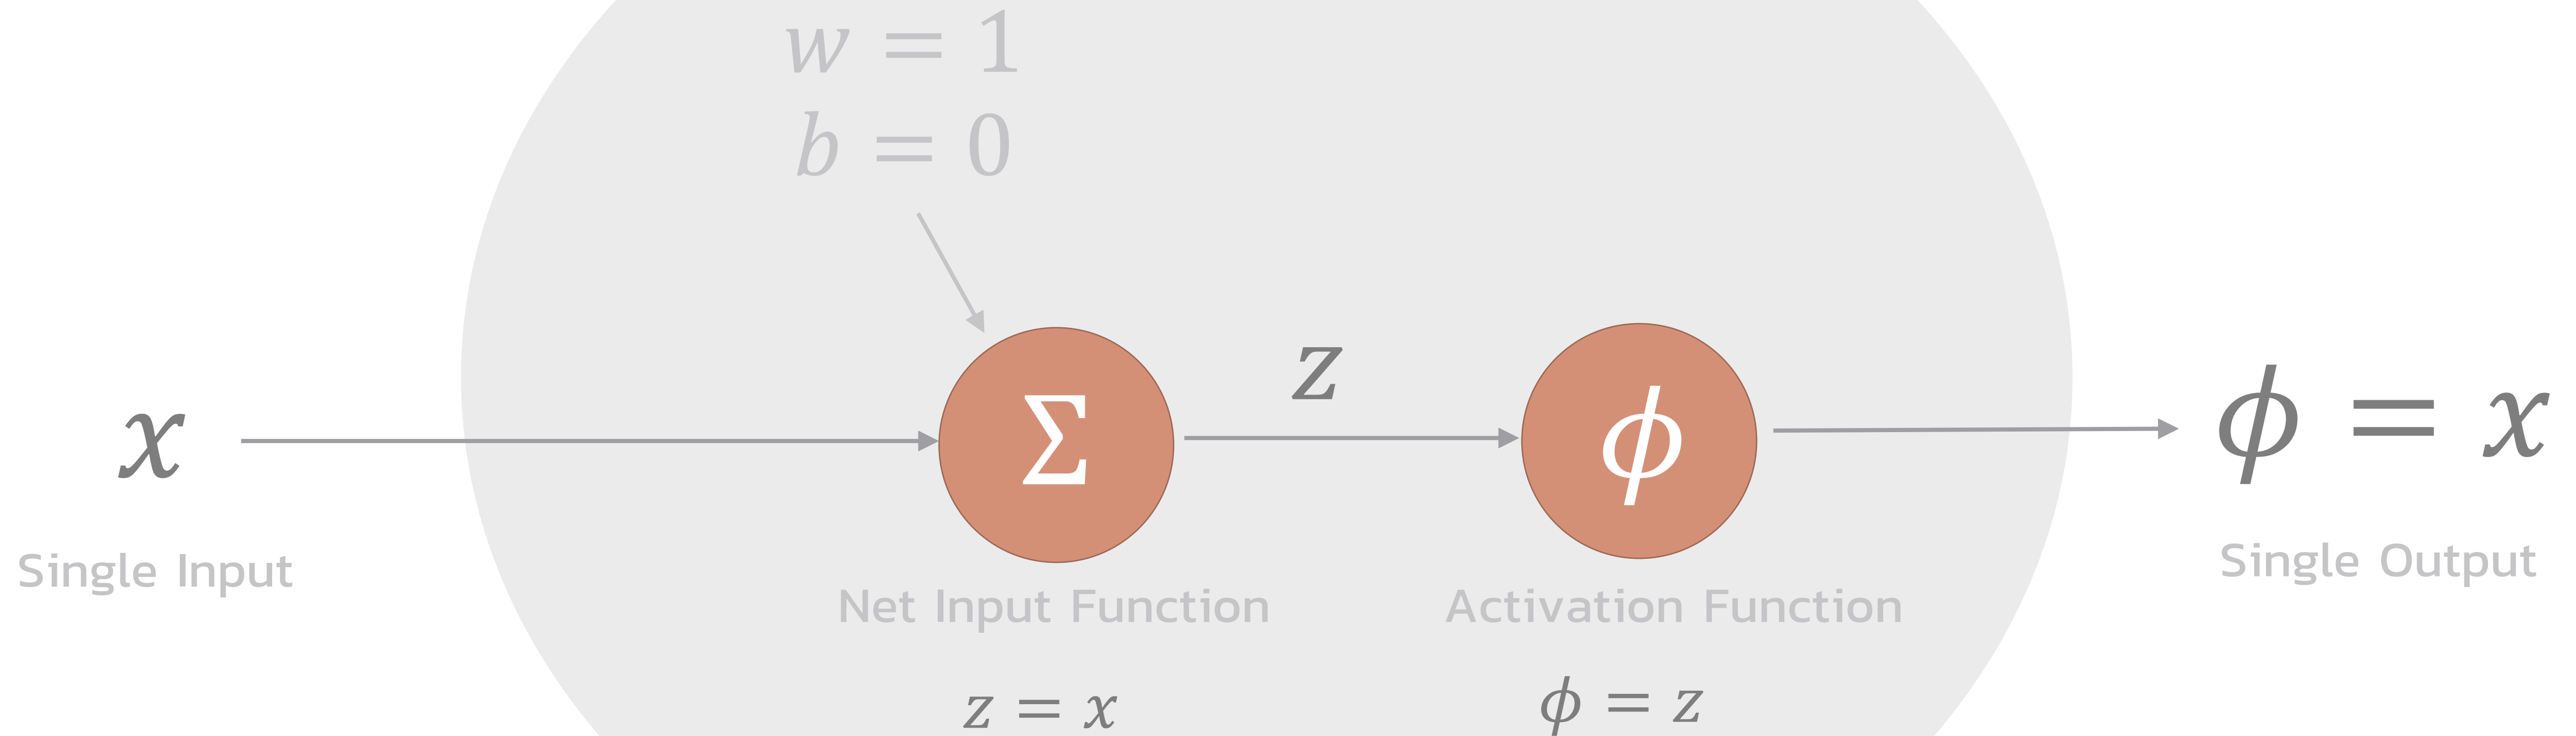 w = 1
b = 0
x
Σ
z
ϕ
ϕ = x
Single Input
Net Input Function
Activation Function
Single Output
z = x
ϕ = z